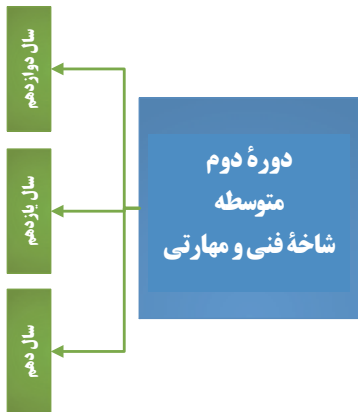 دورهٔ دوم
متوسطه
شاخهٔ فنی و مهارتی
سال دوازدهم
سال یازدهم
سال دهم